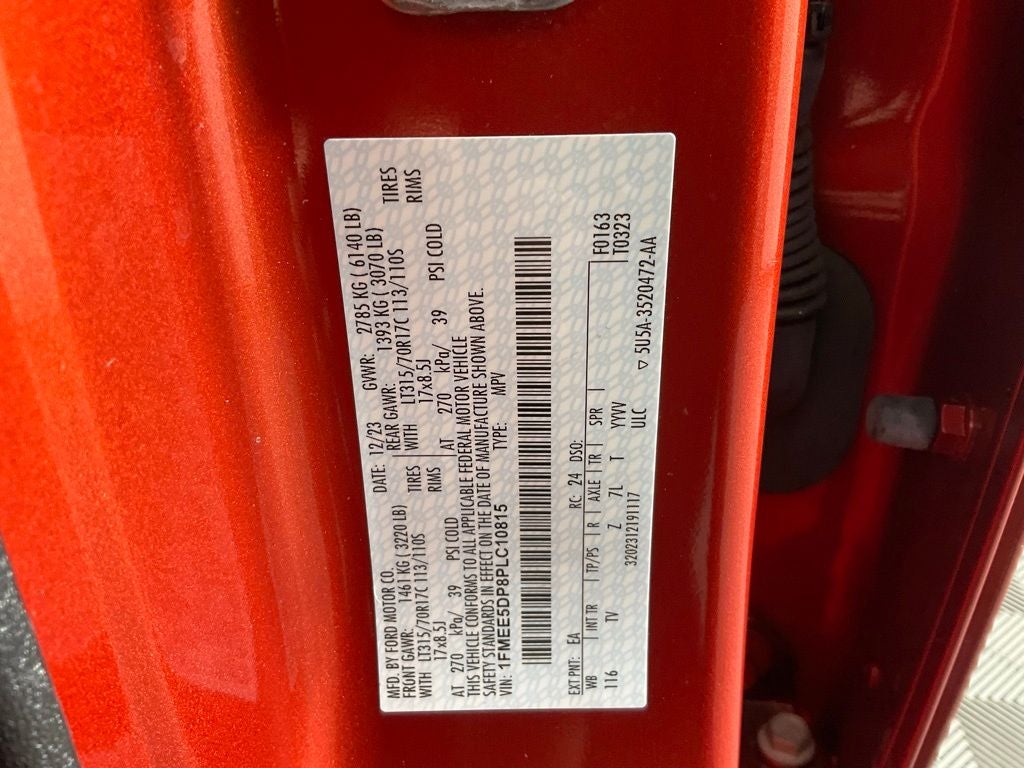 MFD. BY FORD MOTOR CO. DATE: 12/23 GVWR: 2785 KG ( 6140 LB)
FRONT GAWR: 1461 KG ( 3220 LB) REAR GAWR: 1393 KG ( 3070 LB)
WITH LT315/70R17C 113/110S TIRES WITH LT315/70R17C 113/110S TIRES
17x8.5J RIMS 17x8.5J RIMS
AT 270 kPa/ 39 PSI COLD AT 270 kPa/ 39 PSI COLD
THIS VEHICLE CONFORMS TO ALL APPLICABLE FEDERAL MOTOR VEHICLE
SAFETY STANDARDS IN EFFECT ON THE DATE OF MANUFACTURE SHOWN ABOVE.
VIN: 1FMEE5DP8PLC10815 TYPE: MPV
EXT PNT: EA RC: 24 DSO: F0163
WB INT TR TP/PS R AXLE TR SPR T0323
116 TV Z 7L T YYVV
3202312191117 ULC
▽ 5U5A-3520472-AA